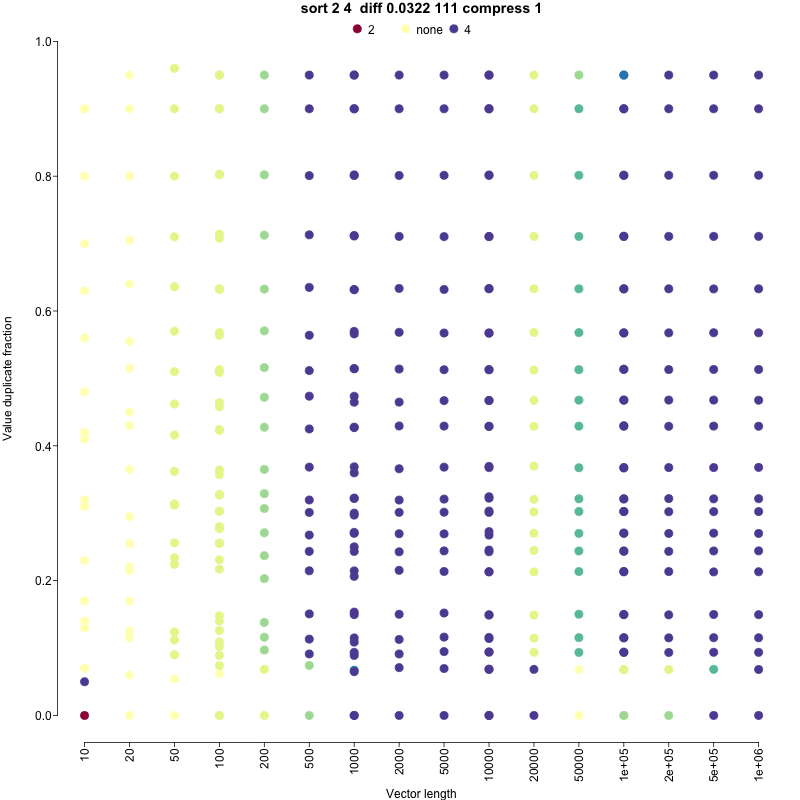 sort 2 4  diff 0.0322 111 compress 1
2 none 4
Value duplicate fraction
1.0
0.8
0.6
0.4
0.2
0.0
10 20 50 100 200 500 1000 2000 5000 10000 20000 50000 1e+05 2e+05 5e+05 1e+06
Vector length